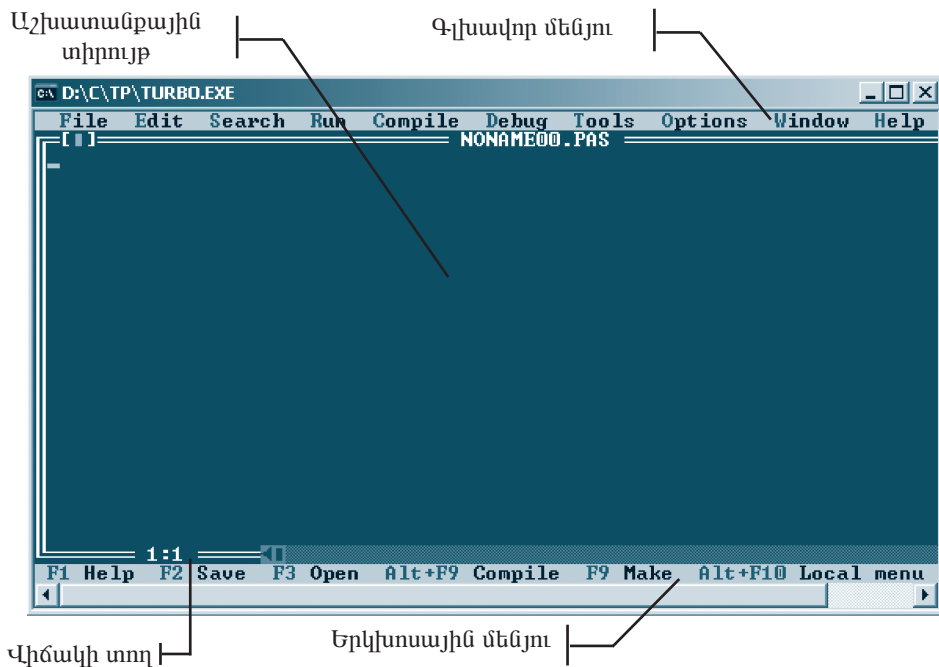 Աշխատանքային
տիրույթ
Գլխավոր մենյու
D:\C\TP\TURBO.EXE
File Edit Search Run Compile Debug Tools Options Window Help
NONAME00.PAS
1:1
F1 Help F2 Save F3 Open Alt+F9 Compile F9 Make Alt+F10 Local menu
Վիճակի տող
Երկխոսային մենյու